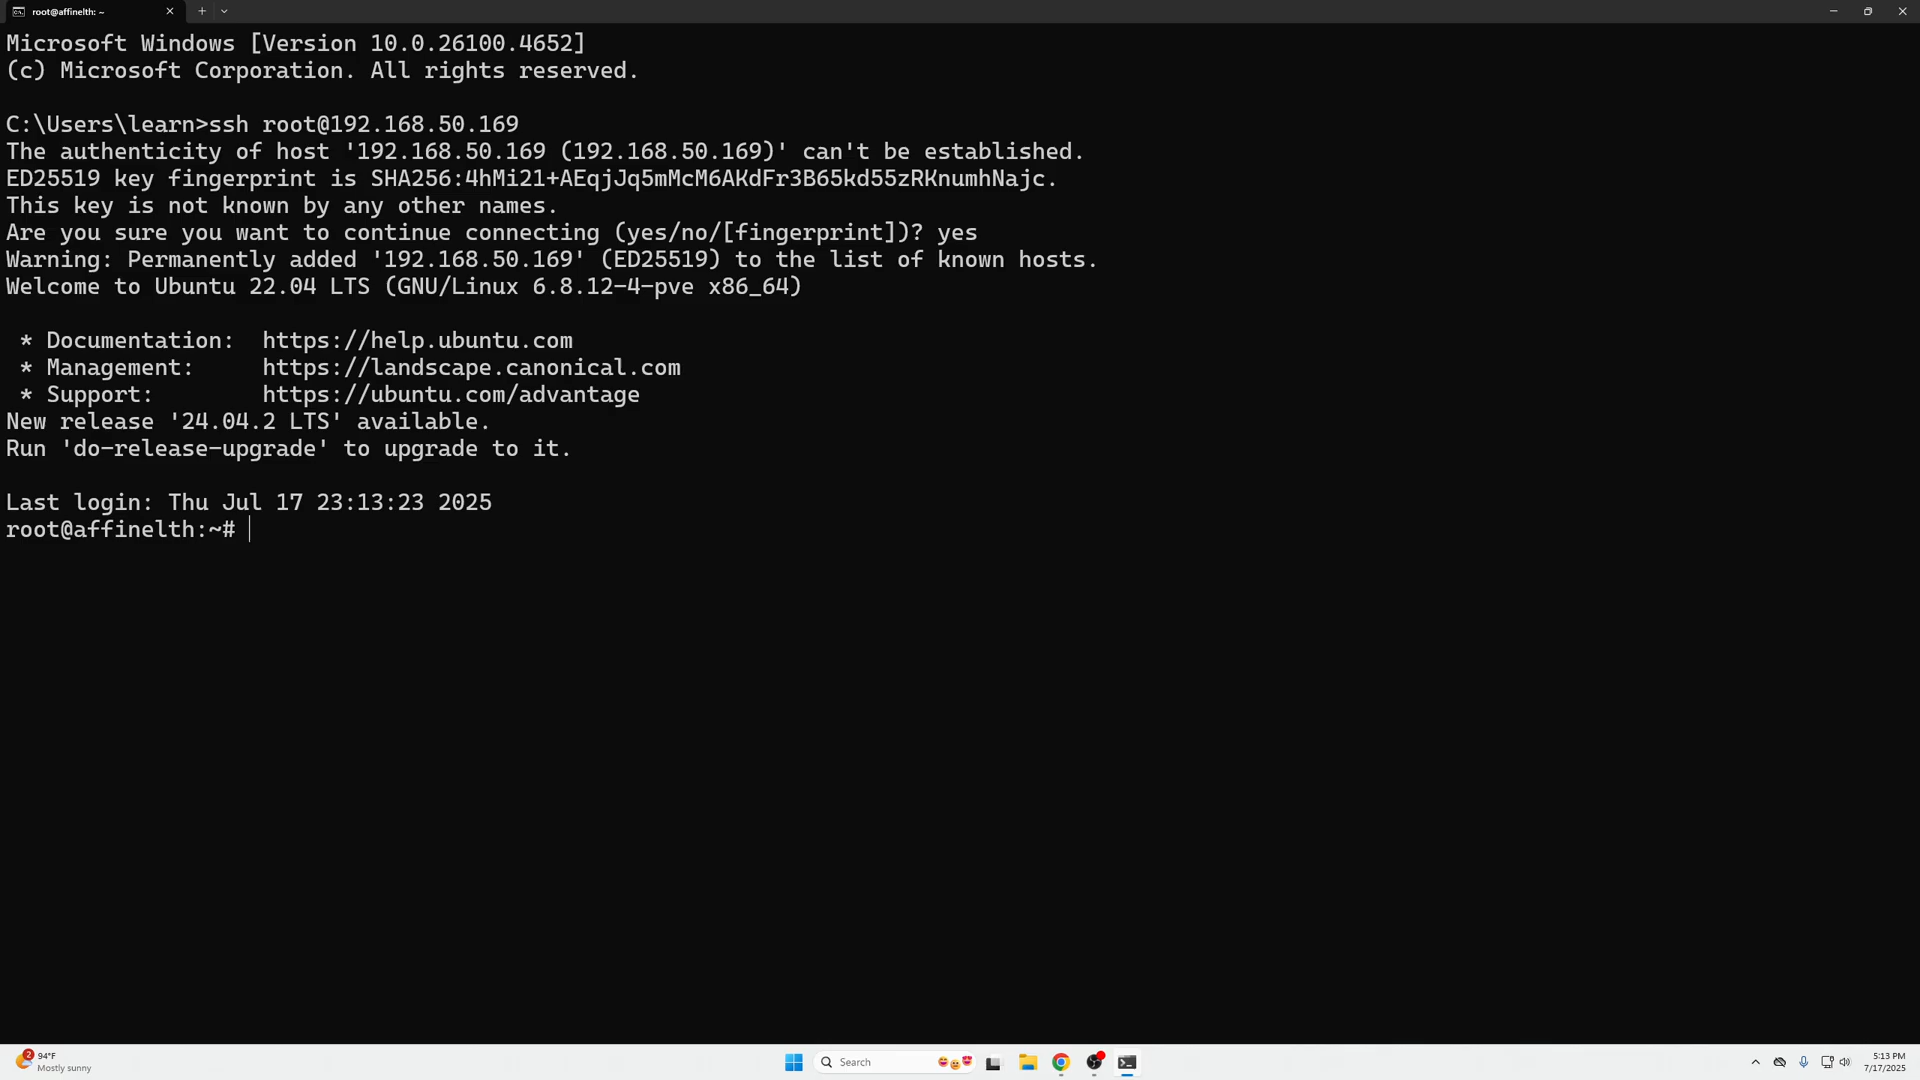 root@affinelth: ~
Microsoft Windows [Version 10.0.26100.4652]
(c) Microsoft Corporation. All rights reserved.
C:\Users\learn>ssh root@192.168.50.169
The authenticity of host '192.168.50.169 (192.168.50.169)' can't be established.
ED25519 key fingerprint is SHA256:4hMi21+AEqjJq5mMcM6AKdFr3B65kd55zRKnumhNajc.
This key is not known by any other names.
Are you sure you want to continue connecting (yes/no/[fingerprint])? yes
Warning: Permanently added '192.168.50.169' (ED25519) to the list of known hosts.
Welcome to Ubuntu 22.04 LTS (GNU/Linux 6.8.12-4-pve x86_64)
* Documentation:  https://help.ubuntu.com
* Management:     https://landscape.canonical.com
* Support:        https://ubuntu.com/advantage
New release '24.04.2 LTS' available.
Run 'do-release-upgrade' to upgrade to it.
Last login: Thu Jul 17 23:13:23 2025
root@affinelth:~#
2
94°F
Mostly sunny
Search
5:13 PM
7/17/2025